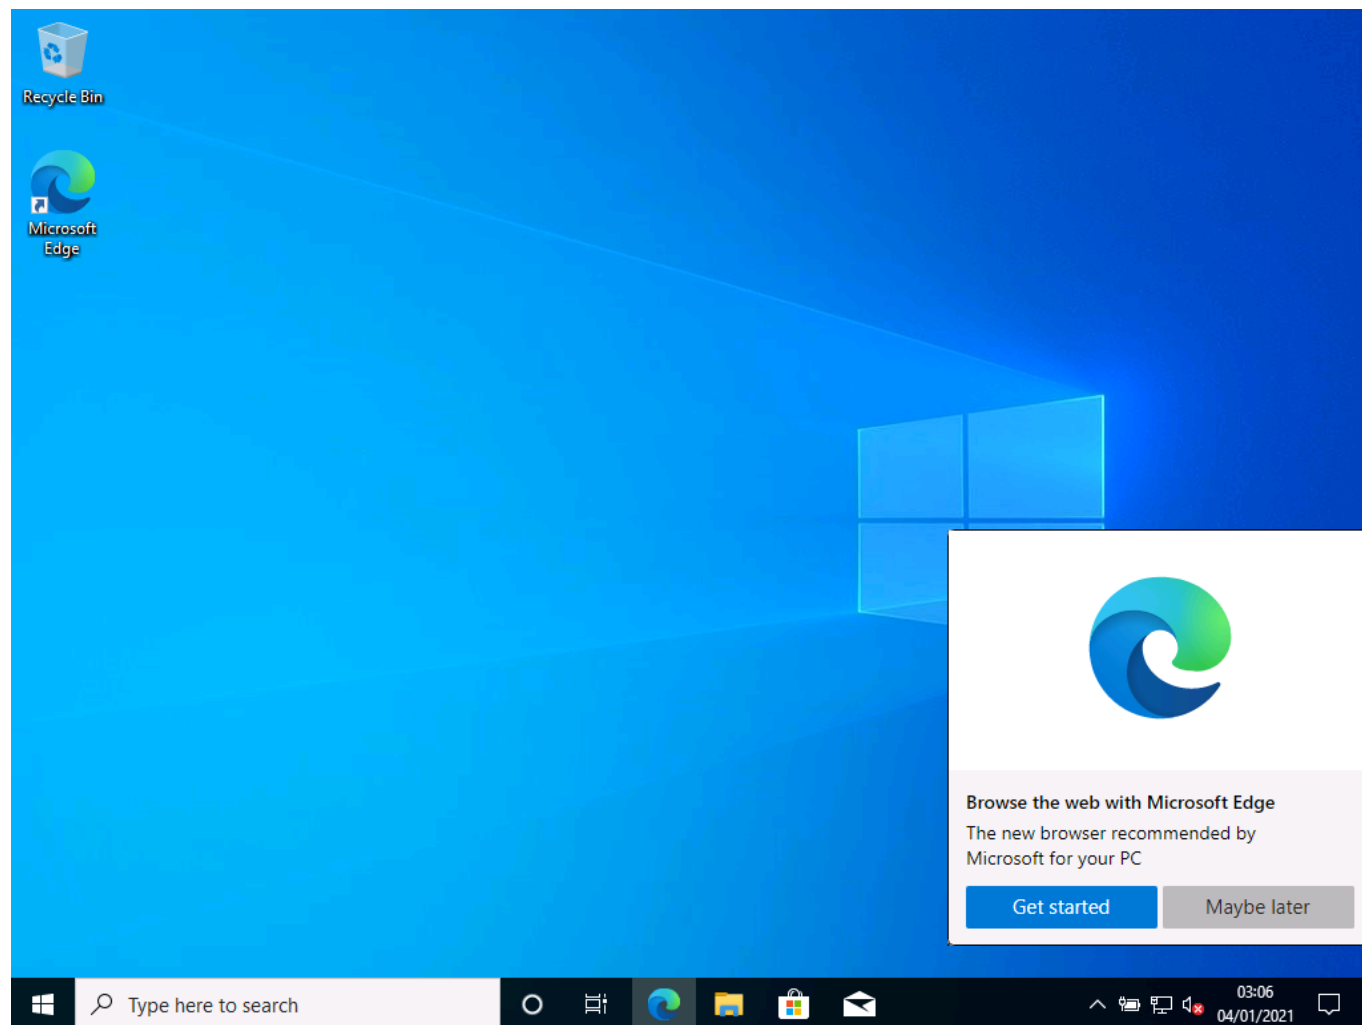 Recycle Bin
Microsoft
Edge
Browse the web with Microsoft Edge
The new browser recommended by
Microsoft for your PC
Get started
Maybe later
Type here to search
03:06
04/01/2021